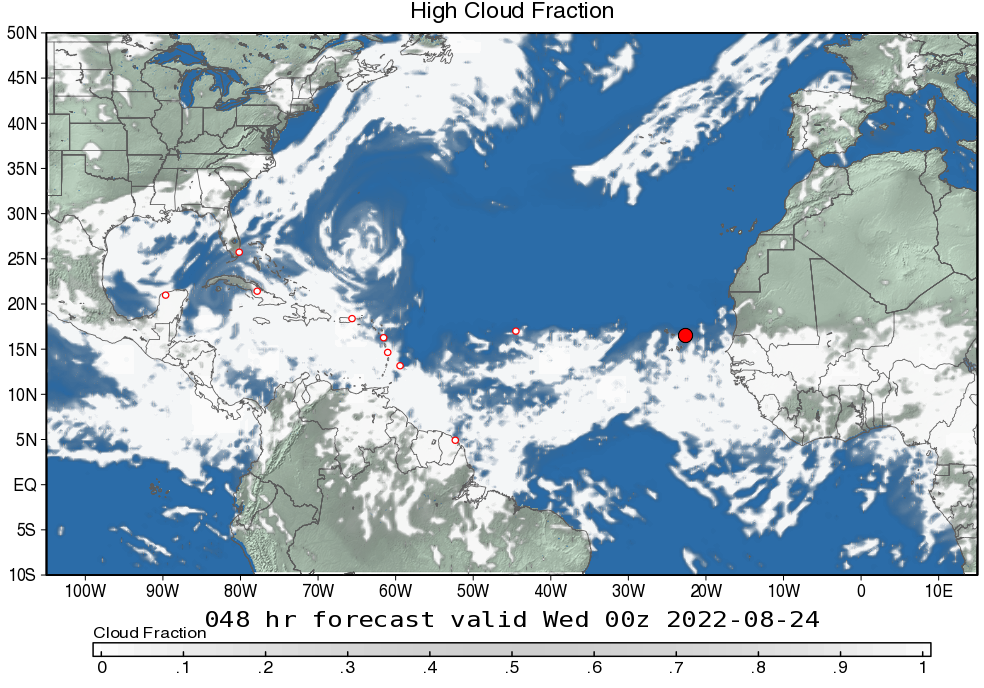 High Cloud Fraction
50N
45N
40N
35N
30N
25N
20N
15N
10N
5N
EQ
5S
10S
100W 90W 80W 70W 60W 50W 40W 30W 20W 10W 0 10E
048 hr forecast valid Wed 00z 2022-08-24
Cloud Fraction
0 .1 .2 .3 .4 .5 .6 .7 .8 .9 1